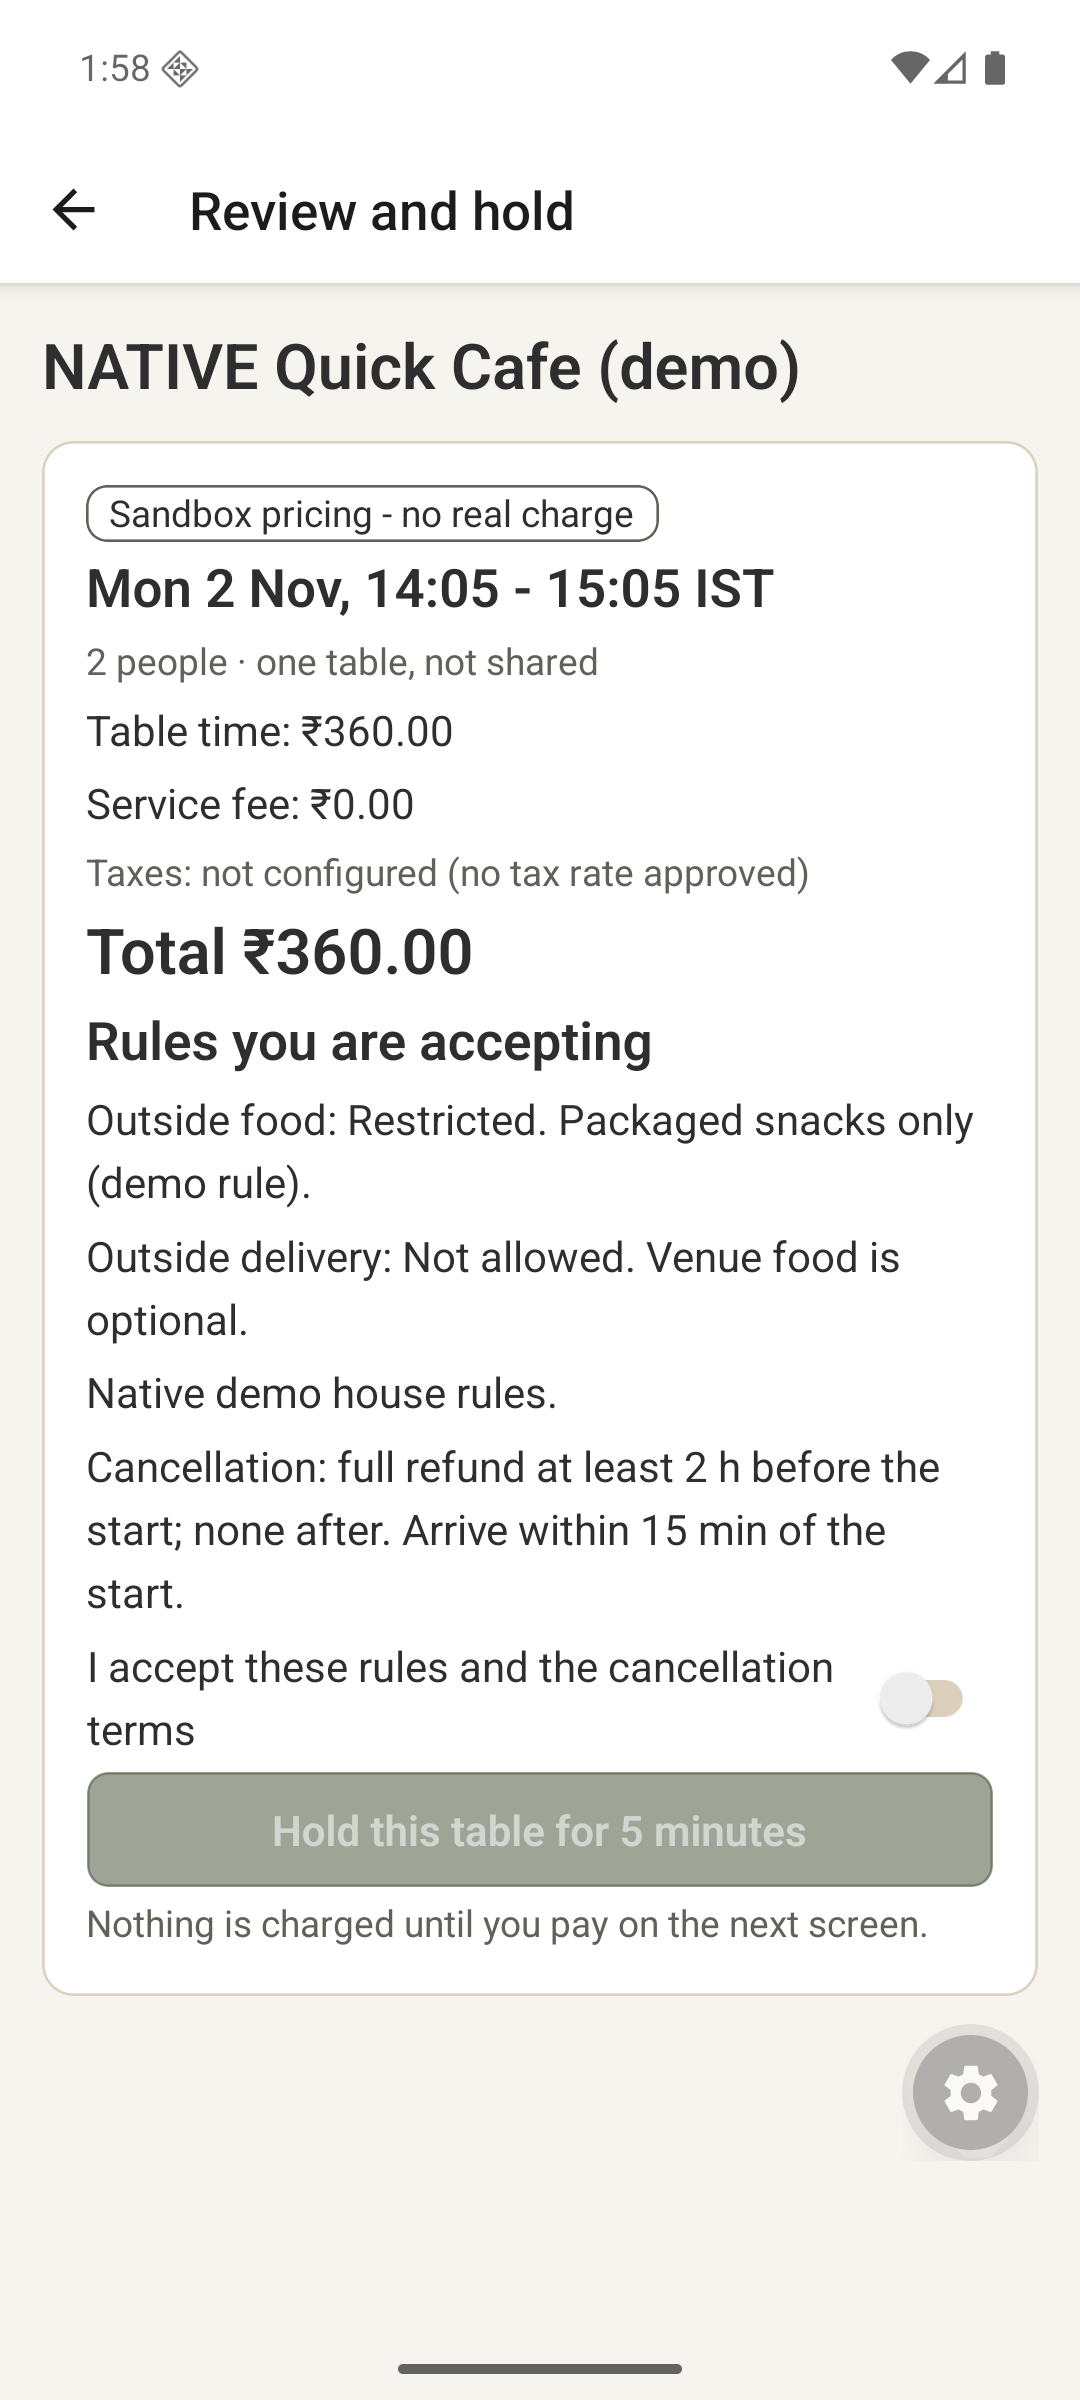 1:58
Review and hold
NATIVE Quick Cafe (demo)
Sandbox pricing - no real charge
Mon 2 Nov, 14:05 - 15:05 IST
2 people · one table, not shared
Table time: ₹360.00
Service fee: ₹0.00
Taxes: not configured (no tax rate approved)
Total ₹360.00
Rules you are accepting
Outside food: Restricted. Packaged snacks only
(demo rule).
Outside delivery: Not allowed. Venue food is
optional.
Native demo house rules.
Cancellation: full refund at least 2 h before the
start; none after. Arrive within 15 min of the
start.
I accept these rules and the cancellation
terms
Hold this table for 5 minutes
Nothing is charged until you pay on the next screen.